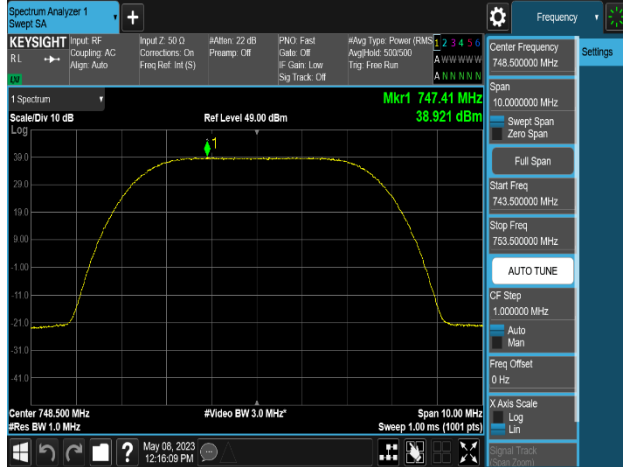 Spectrum Analyzer 1
Swept SA
+
Frequency
KEYSIGHT
R L
LXI
Input: RF
Coupling: AC
Align: Auto
Input Z: 50 Ω
Corrections: On
Freq Ref: Int (S)
#Atten: 22 dB
Preamp: Off
PNO: Fast
Gate: Off
IF Gain: Low
Sig Track: Off
#Avg Type: Power (RMS
Avg|Hold: 500/500
Trig: Free Run
1 2 3 4 5 6
A W W W W W
A N N N N N
1 Spectrum
Scale/Div 10 dB
Log
Ref Level 49.00 dBm
Mkr1 747.41 MHz
38.921 dBm
1
39.0
29.0
19.0
9.00
-1.00
-11.0
-21.0
-31.0
-41.0
Center 748.500 MHz
#Res BW 1.0 MHz
#Video BW 3.0 MHz*
Span 10.00 MHz
Sweep 1.00 ms (1001 pts)
?
May 08, 2023
12:16:09 PM
Center Frequency
748.500000 MHz
Settings
Span
10.0000000 MHz
Swept Span
Zero Span
Full Span
Start Freq
743.500000 MHz
Stop Freq
753.500000 MHz
AUTO TUNE
CF Step
1.000000 MHz
Auto
Man
Freq Offset
0 Hz
X Axis Scale
Log
Lin
Signal Track
(Span Zoom)